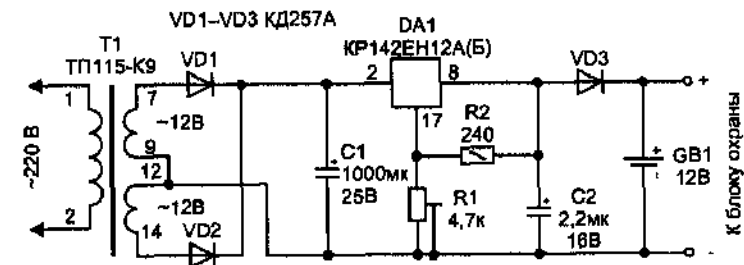 VD1–VD3 КД257А
DA1
КР142ЕН12А(Б)
T1
ТП115-К9
VD1
VD3
1
7
2
8
+
~12В
17
R2
240
~220 В
9
12
C1
1000мк
25В
+
GB1
12В
+
~12В
R1
4,7к
C2
2,2мк
16В
+
2
14
VD2
-
К блоку охраны